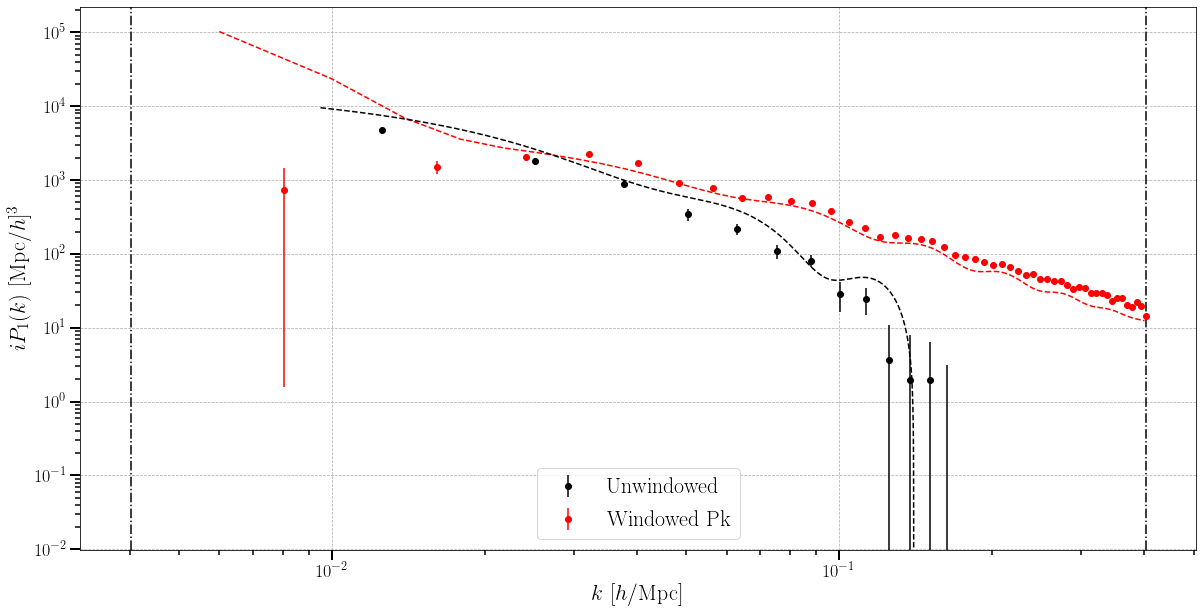 10^5
10^4
10^3
10^2
10^1
10^0
10^{-1}
10^{-2}
iP_1(k) [Mpc/h]^3
Unwindowed
Windowed Pk
10^{-2}
10^{-1}
k [h/Mpc]